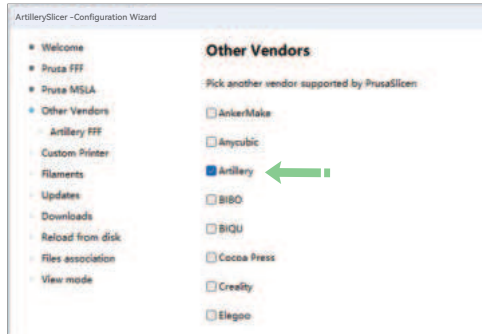 ArtillerySlicer -Configuration Wizard
Welcome
Prusa FFF
Prusa MSLA
Other Vendors
Artillery FFF
Custom Printer
Filaments
Updates
Downloads
Reload from disk
Files association
View mode
Other Vendors
Pick another vendor supported by PrusaSlicer:
AnkerMake
Anycubic
Artillery
BIBO
BIQU
Cocoa Press
Creality
Elegoo